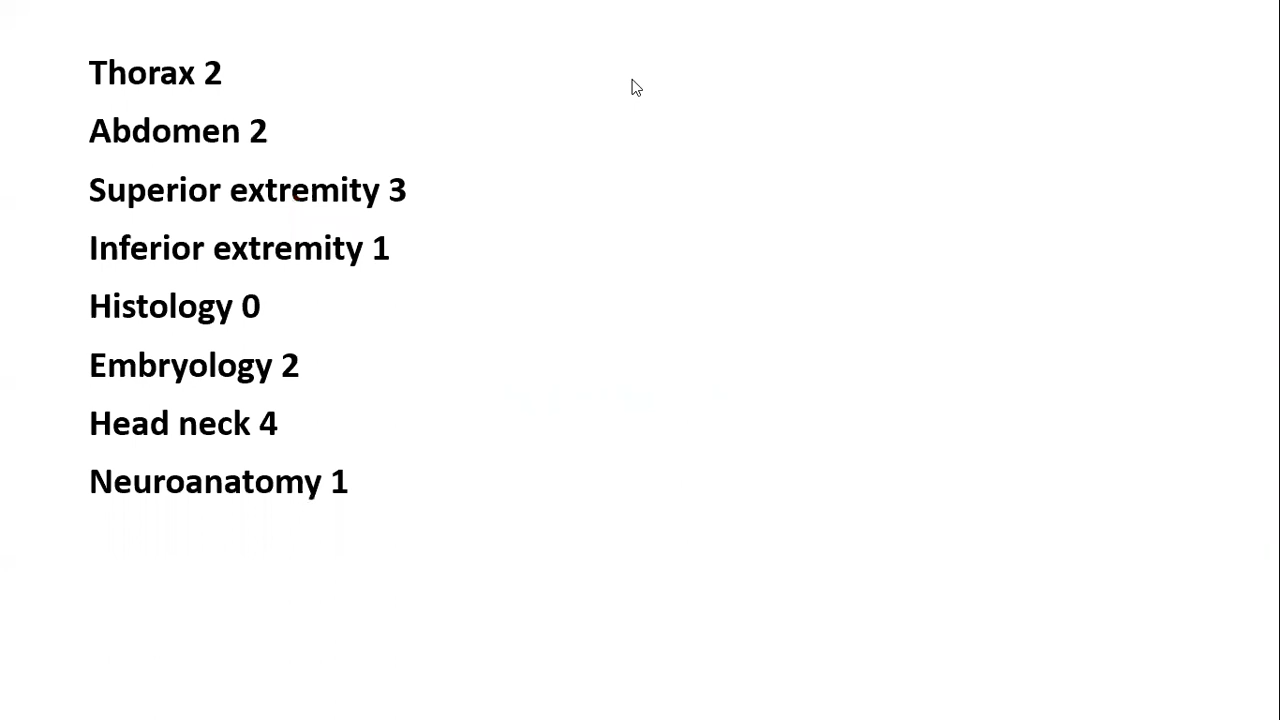 Thorax 2
Abdomen 2
Superior extremity 3
Inferior extremity 1
Histology 0
Embryology 2
Head neck 4
Neuroanatomy 1